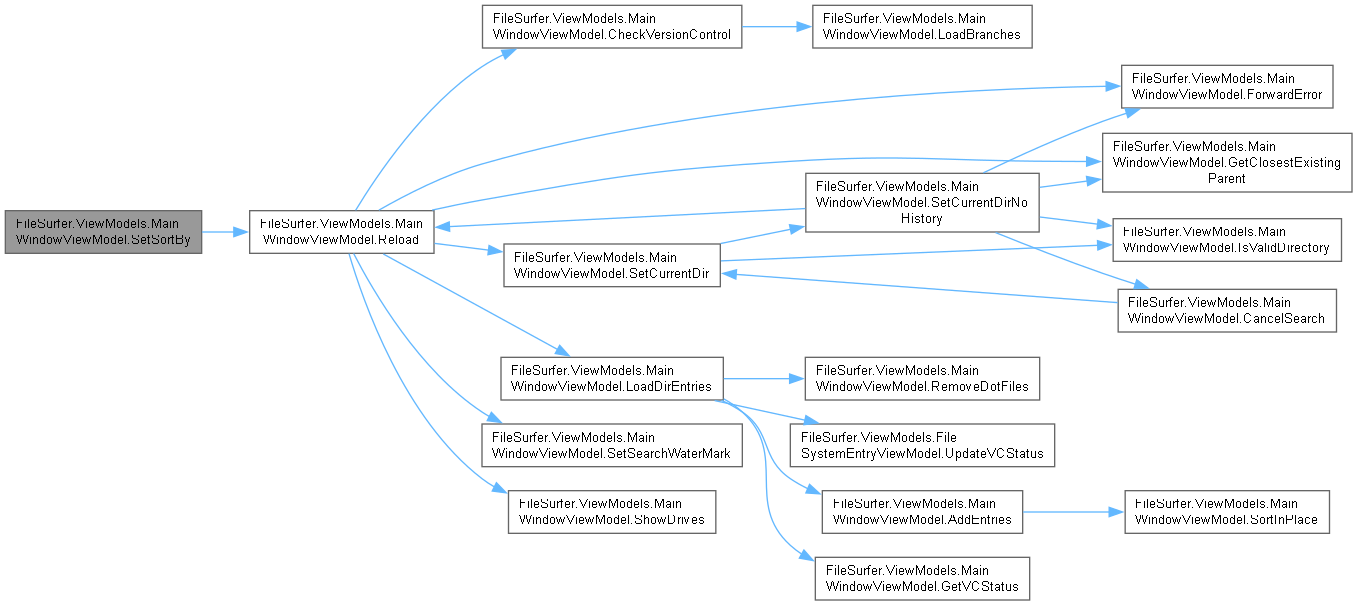 FileSurfer.ViewModels.Main
WindowViewModel.CheckVersionControl
FileSurfer.ViewModels.Main
WindowViewModel.LoadBranches
FileSurfer.ViewModels.Main
WindowViewModel.ForwardError
FileSurfer.ViewModels.Main
WindowViewModel.GetClosestExisting
Parent
FileSurfer.ViewModels.Main
WindowViewModel.SetCurrentDirNo
History
FileSurfer.ViewModels.Main
WindowViewModel.SetSortBy
FileSurfer.ViewModels.Main
WindowViewModel.Reload
FileSurfer.ViewModels.Main
WindowViewModel.IsValidDirectory
FileSurfer.ViewModels.Main
WindowViewModel.SetCurrentDir
FileSurfer.ViewModels.Main
WindowViewModel.CancelSearch
FileSurfer.ViewModels.Main
WindowViewModel.LoadDirEntries
FileSurfer.ViewModels.Main
WindowViewModel.RemoveDotFiles
FileSurfer.ViewModels.Main
WindowViewModel.SetSearchWaterMark
FileSurfer.ViewModels.File
SystemEntryViewModel.UpdateVCStatus
FileSurfer.ViewModels.Main
WindowViewModel.ShowDrives
FileSurfer.ViewModels.Main
WindowViewModel.AddEntries
FileSurfer.ViewModels.Main
WindowViewModel.SortInPlace
FileSurfer.ViewModels.Main
WindowViewModel.GetVCStatus